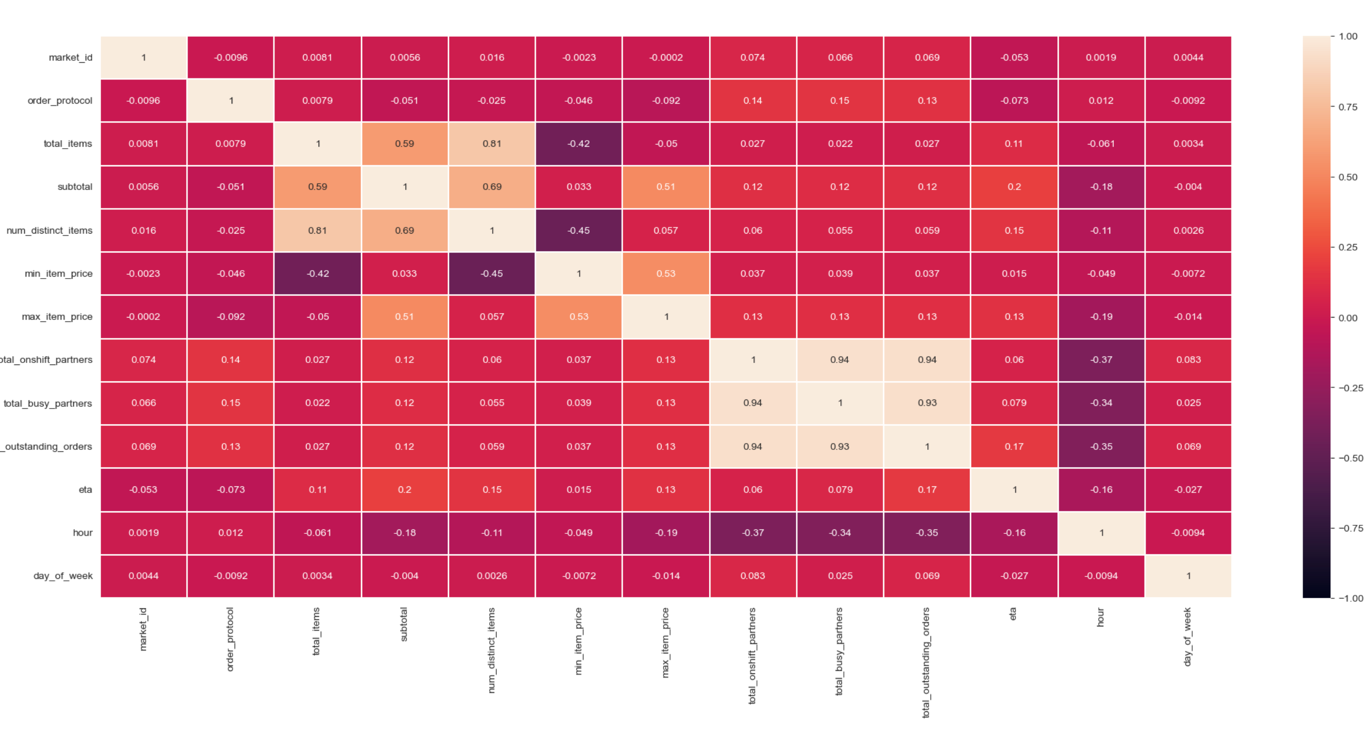 market_id 1 -0.0096 0.0081 0.0056 0.016 -0.0023 -0.0002 0.074 0.066 0.069 -0.053 0.0019 0.0044
order_protocol -0.0096 1 0.0079 -0.051 -0.025 -0.046 -0.092 0.14 0.15 0.13 -0.073 0.012 -0.0092
total_items 0.0081 0.0079 1 0.59 0.81 -0.42 -0.05 0.027 0.022 0.027 0.11 -0.061 0.0034
subtotal 0.0056 -0.051 0.59 1 0.69 0.033 0.51 0.12 0.12 0.12 0.2 -0.18 -0.004
num_distinct_items 0.016 -0.025 0.81 0.69 1 -0.45 0.057 0.06 0.055 0.059 0.15 -0.11 0.0026
min_item_price -0.0023 -0.046 -0.42 0.033 -0.45 1 0.53 0.037 0.039 0.037 0.015 -0.049 -0.0072
max_item_price -0.0002 -0.092 -0.05 0.51 0.057 0.53 1 0.13 0.13 0.13 0.13 -0.19 -0.014
otal_onshift_partners 0.074 0.14 0.027 0.12 0.06 0.037 0.13 1 0.94 0.94 0.06 -0.37 0.083
total_busy_partners 0.066 0.15 0.022 0.12 0.055 0.039 0.13 0.94 1 0.93 0.079 -0.34 0.025
_outstanding_orders 0.069 0.13 0.027 0.12 0.059 0.037 0.13 0.94 0.93 1 0.17 -0.35 0.069
eta -0.053 -0.073 0.11 0.2 0.15 0.015 0.13 0.06 0.079 0.17 1 -0.16 -0.027
hour 0.0019 0.012 -0.061 -0.18 -0.11 -0.049 -0.19 -0.37 -0.34 -0.35 -0.16 1 -0.0094
day_of_week 0.0044 -0.0092 0.0034 -0.004 0.0026 -0.0072 -0.014 0.083 0.025 0.069 -0.027 -0.0094 1
market_id
order_protocol
total_items
subtotal
num_distinct_items
min_item_price
max_item_price
total_onshift_partners
total_busy_partners
total_outstanding_orders
eta
hour
day_of_week
1.00
0.75
0.50
0.25
0.00
−0.25
−0.50
−0.75
−1.00